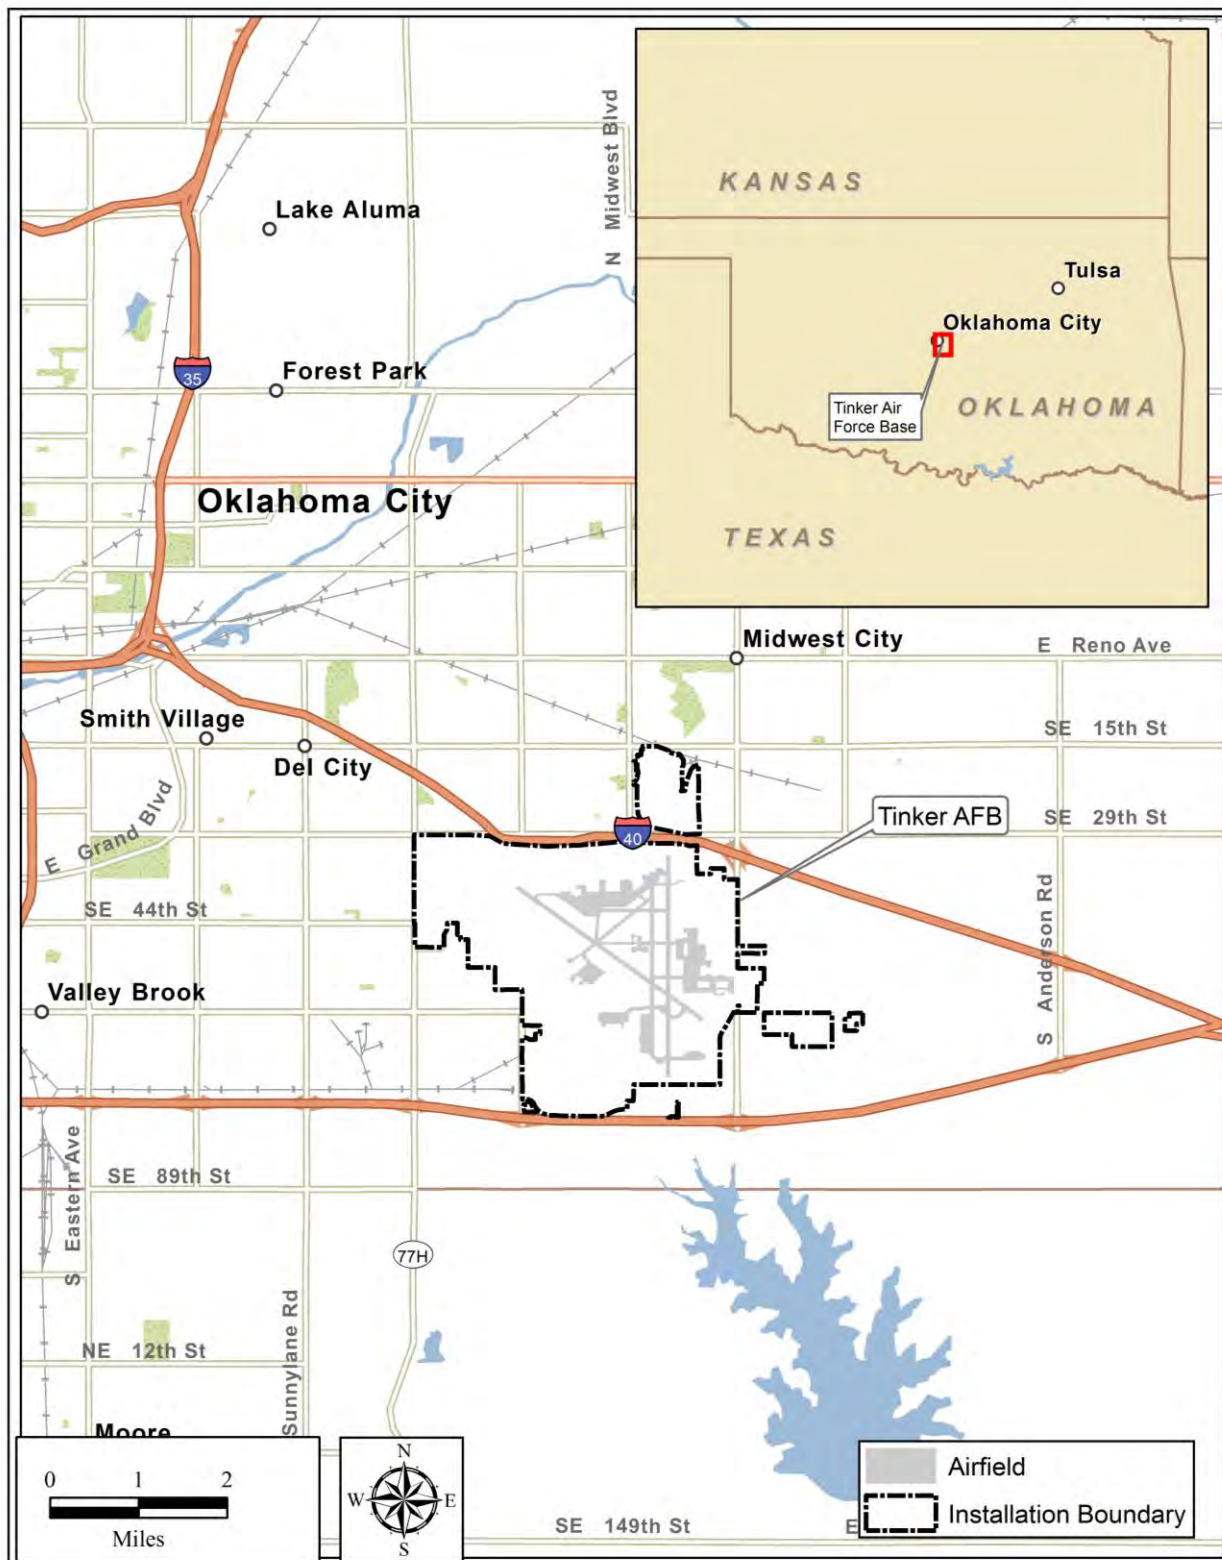 N Midwest Blvd
KANSAS
Lake Aluma
Tulsa
Oklahoma City
Forest Park
35
Tinker Air
Force Base
OKLAHOMA
Oklahoma City
TEXAS
Midwest City
E Reno Ave
Smith Village
SE 15th St
Del City
Tinker AFB
SE 29th St
40
E Grand Blvd
SE 44th St
S Anderson Rd
Valley Brook
S Eastern Ave
SE 89th St
77H
Sunnylane Rd
NE 12th St
Moore
0 1 2
Miles
N
W E
S
SE 149th St
E
Airfield
Installation Boundary